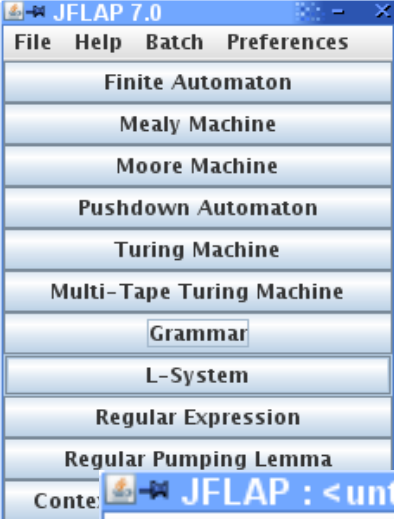 JFLAP 7.0
File Help Batch Preferences
Finite Automaton
Mealy Machine
Moore Machine
Pushdown Automaton
Turing Machine
Multi-Tape Turing Machine
Grammar
L-System
Regular Expression
Regular Pumping Lemma
JFLAP : <unt